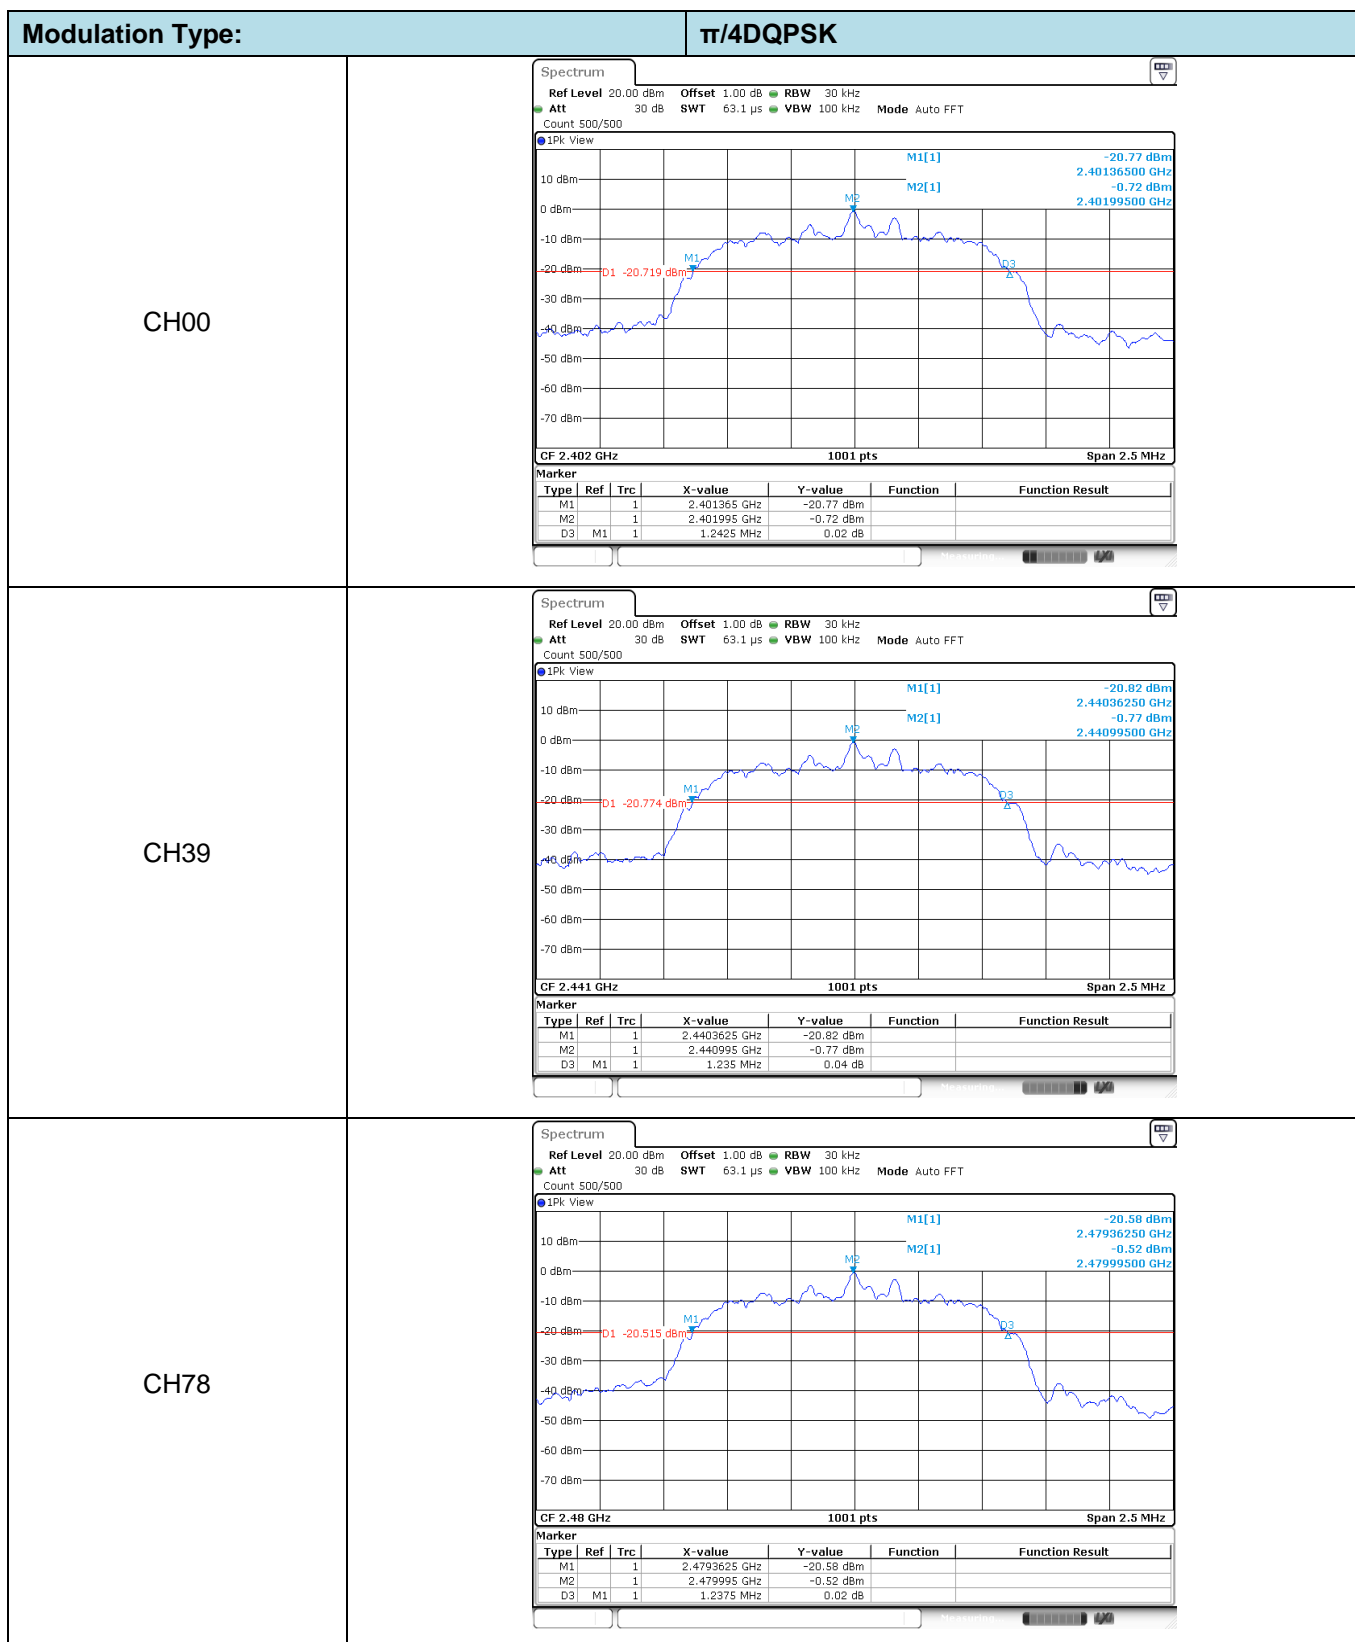 Modulation Type: π/4DQPSK
CH00
Spectrum
Ref Level 20.00 dBm Offset 1.00 dB RBW 30 kHz
Att 30 dB SWT 63.1 µs VBW 100 kHz Mode Auto FFT
Count 500/500
1Pk View
M1[1] -20.77 dBm
2.40136500 GHz
M2[1] -0.72 dBm
2.40199500 GHz
10 dBm
M2
0 dBm
-10 dBm
M1
D3
-20 dBm
D1 -20.719 dBm
-30 dBm
-40 dBm
-50 dBm
-60 dBm
-70 dBm
CF 2.402 GHz 1001 pts Span 2.5 MHz
Marker
Type Ref Trc X-value Y-value Function Function Result
M1 1 2.401365 GHz -20.77 dBm
M2 1 2.401995 GHz -0.72 dBm
D3 M1 1 1.2425 MHz 0.02 dB
Measuring...
CH39
Spectrum
Ref Level 20.00 dBm Offset 1.00 dB RBW 30 kHz
Att 30 dB SWT 63.1 µs VBW 100 kHz Mode Auto FFT
Count 500/500
1Pk View
M1[1] -20.82 dBm
2.44036250 GHz
M2[1] -0.77 dBm
2.44099500 GHz
10 dBm
M2
0 dBm
-10 dBm
M1
D3
-20 dBm
D1 -20.774 dBm
-30 dBm
-40 dBm
-50 dBm
-60 dBm
-70 dBm
CF 2.441 GHz 1001 pts Span 2.5 MHz
Marker
Type Ref Trc X-value Y-value Function Function Result
M1 1 2.4403625 GHz -20.82 dBm
M2 1 2.440995 GHz -0.77 dBm
D3 M1 1 1.235 MHz 0.04 dB
Measuring...
CH78
Spectrum
Ref Level 20.00 dBm Offset 1.00 dB RBW 30 kHz
Att 30 dB SWT 63.1 µs VBW 100 kHz Mode Auto FFT
Count 500/500
1Pk View
M1[1] -20.58 dBm
2.47936250 GHz
M2[1] -0.52 dBm
2.47999500 GHz
10 dBm
M2
0 dBm
-10 dBm
M1
D3
-20 dBm
D1 -20.515 dBm
-30 dBm
-40 dBm
-50 dBm
-60 dBm
-70 dBm
CF 2.48 GHz 1001 pts Span 2.5 MHz
Marker
Type Ref Trc X-value Y-value Function Function Result
M1 1 2.4793625 GHz -20.58 dBm
M2 1 2.479995 GHz -0.52 dBm
D3 M1 1 1.2375 MHz 0.02 dB
Measuring...